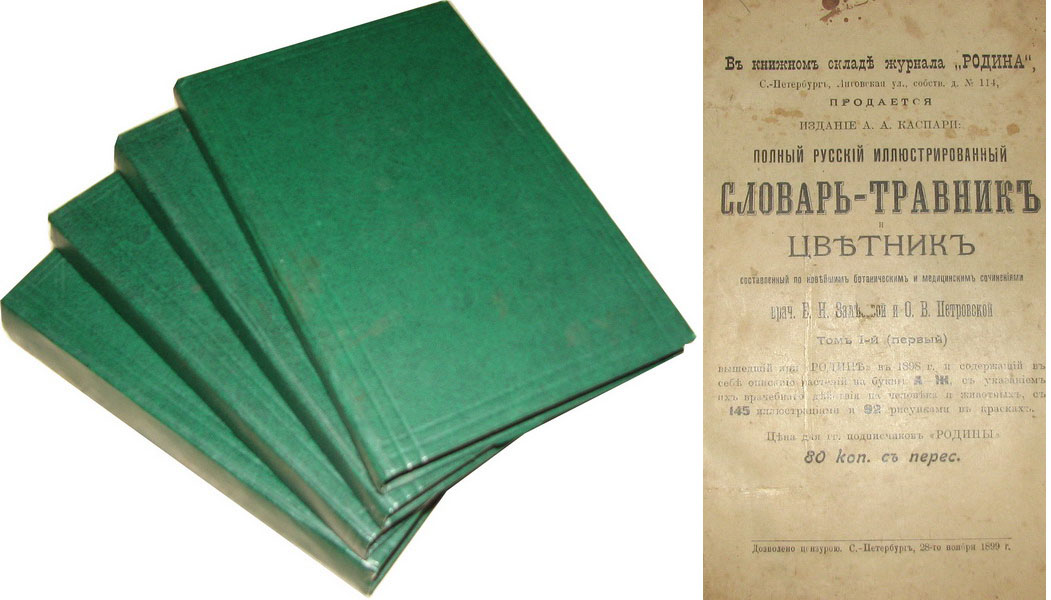 Въ книжномъ складѣ журнала „РОДИНА“,
С.-Петербургъ, Лиговская ул., собств. д. № 114,
ПРОДАЕТСЯ
ИЗДАНІЕ А. А. КАСПАРИ:
ПОЛНЫЙ РУССКІЙ ИЛЛЮСТРИРОВАННЫЙ
СЛОВАРЬ-ТРАВНИКЪ
и
ЦВѢТНИКЪ
составленный по новѣйшимъ ботаническимъ и медицинскимъ сочиненіямъ
врач. и О. В. Петровской
Томъ I-й (первый)
вышедшій при „РОДИНѢ“ въ 1898 г. и содержащій въ
себѣ описаніе растеній на буквы А Ж, съ указаніемъ
ихъ врачебнаго дѣйствія на человѣка и животныхъ, съ
145 иллюстраціями и 92 рисунками въ краскахъ.
Цѣна для гг. подписчиковъ «РОДИНЫ»
80 коп. съ перес.
Дозволено цензурою. С.-Петербургъ, 28-го ноября 1899 г.